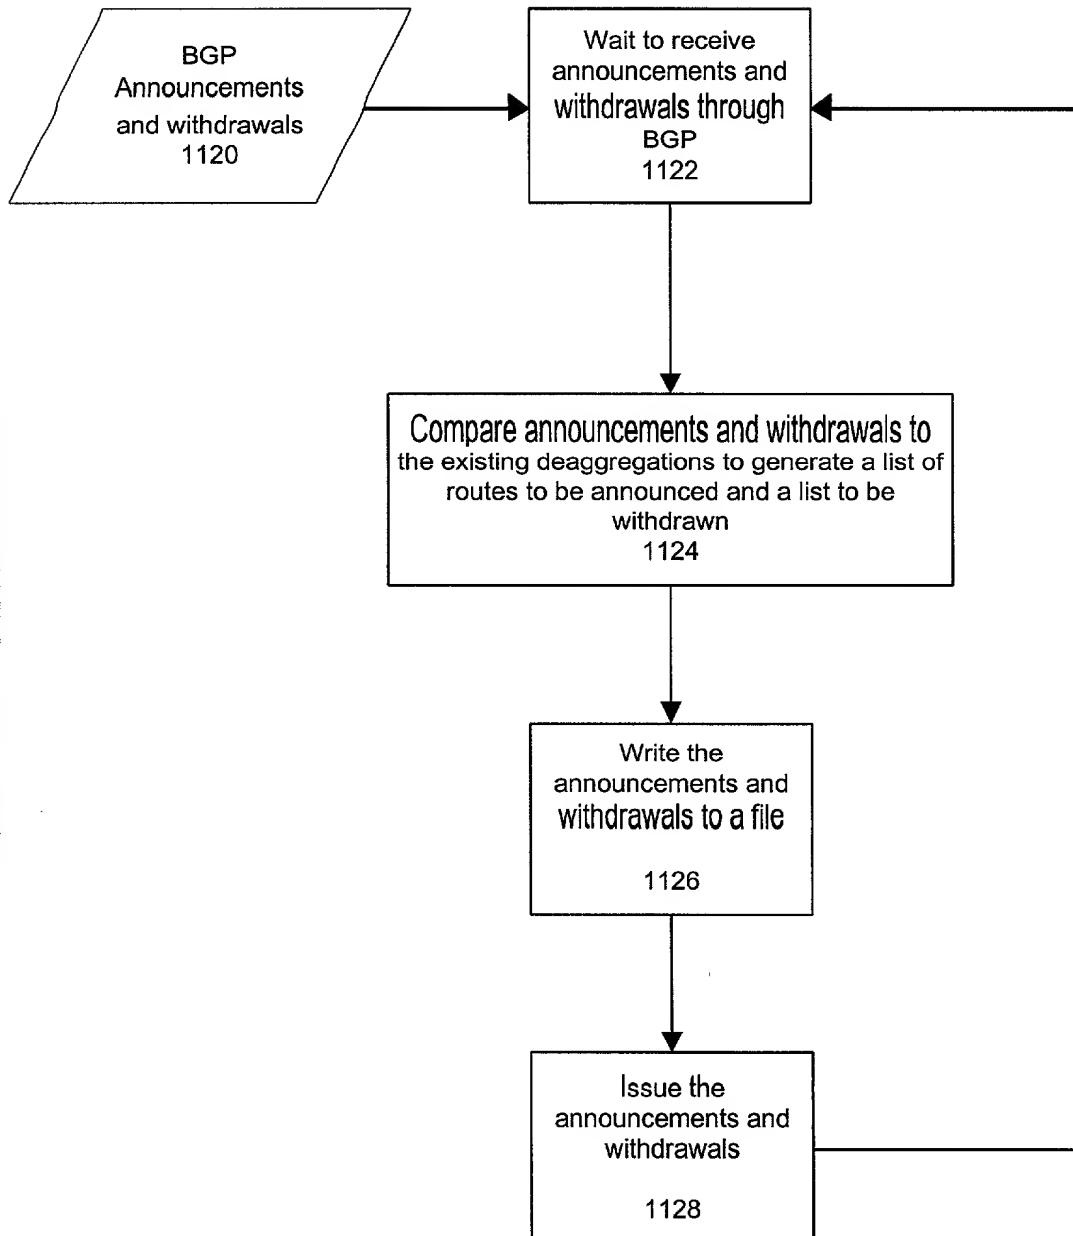 BGP
Announcements
and withdrawals
1120
Wait to receive
announcements and
withdrawals through
BGP
1122
Compare announcements and withdrawals to
the existing deaggregations to generate a list of
routes to be announced and a list to be
withdrawn
1124
Write the
announcements and
withdrawals to a file
1126
Issue the
announcements and
withdrawals
1128